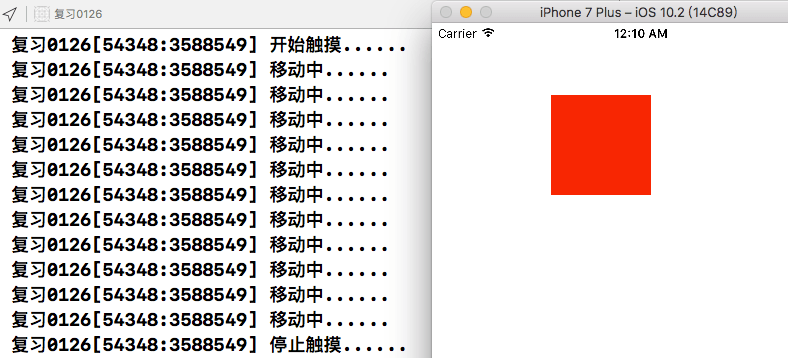 复习0126
复习0126[54348:3588549] 开始触摸......
复习0126[54348:3588549] 移动中......
复习0126[54348:3588549] 移动中......
复习0126[54348:3588549] 移动中......
复习0126[54348:3588549] 移动中......
复习0126[54348:3588549] 移动中......
复习0126[54348:3588549] 移动中......
复习0126[54348:3588549] 移动中......
复习0126[54348:3588549] 移动中......
复习0126[54348:3588549] 移动中......
复习0126[54348:3588549] 移动中......
复习0126[54348:3588549] 移动中......
复习0126[54348:3588549] 停止触摸......
iPhone 7 Plus – iOS 10.2 (14C89)
Carrier 12:10 AM